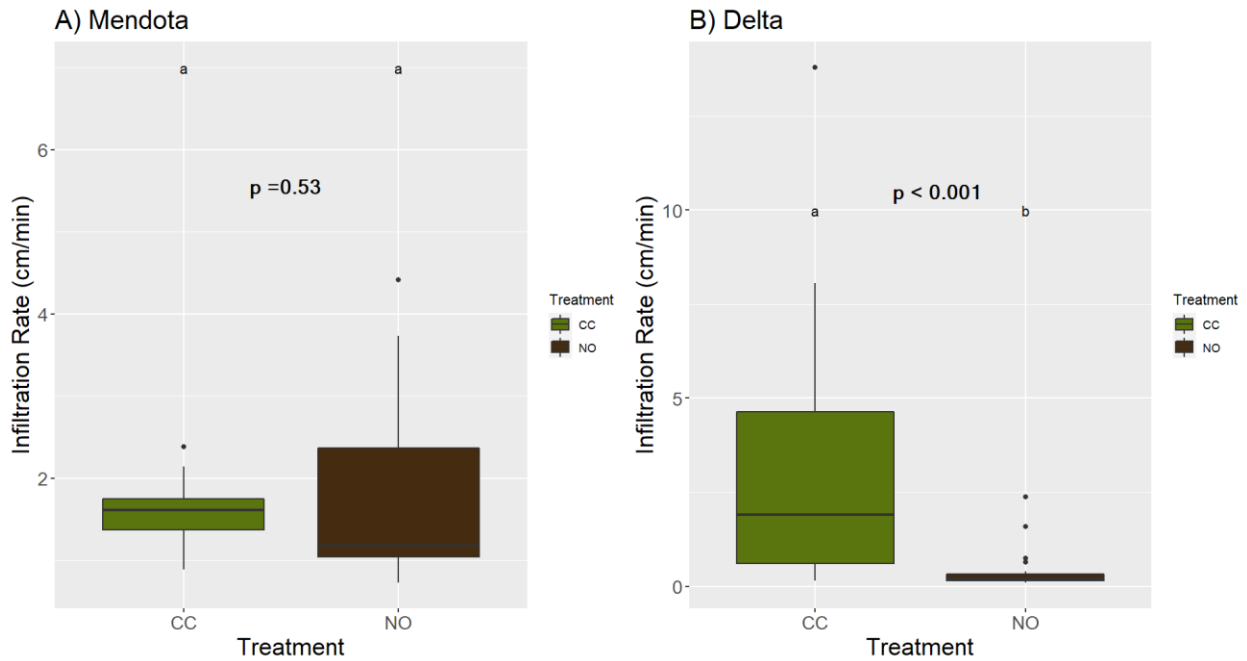 A) Mendota
a
a
p =0.53
6
4
2
Infiltration Rate (cm/min)
CC
NO
Treatment
Treatment
CC
NO
B) Delta
p < 0.001
a
b
10
5
0
Infiltration Rate (cm/min)
CC
NO
Treatment
Treatment
CC
NO